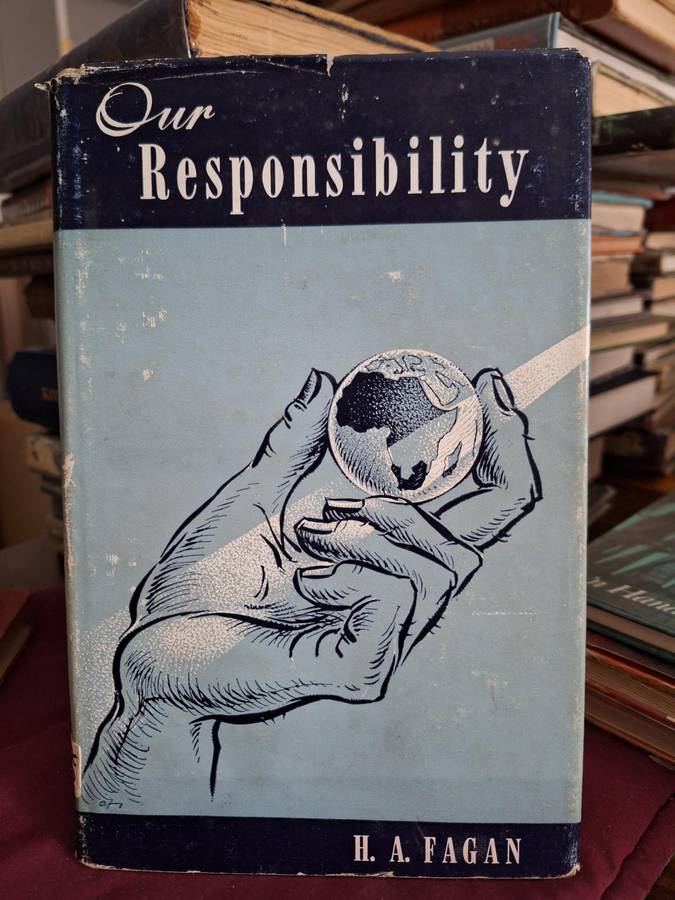 Our
Responsibility
H. A. FAGAN